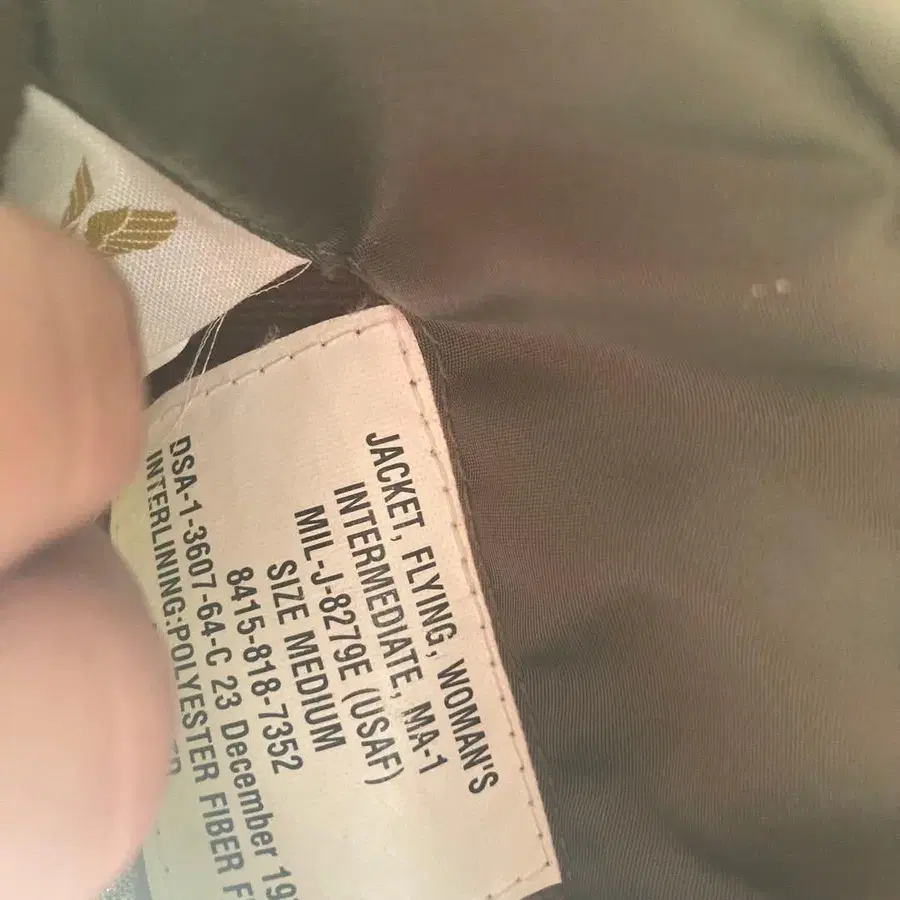 JACKET, FLYING, WOMAN'S
INTERMEDIATE, MA-1
MIL-J-8279E (USAF)
SIZE MEDIUM
8415-818-7352
DSA-1-3607-64-C 23 December
INTERLINING:POLYESTER FIBER